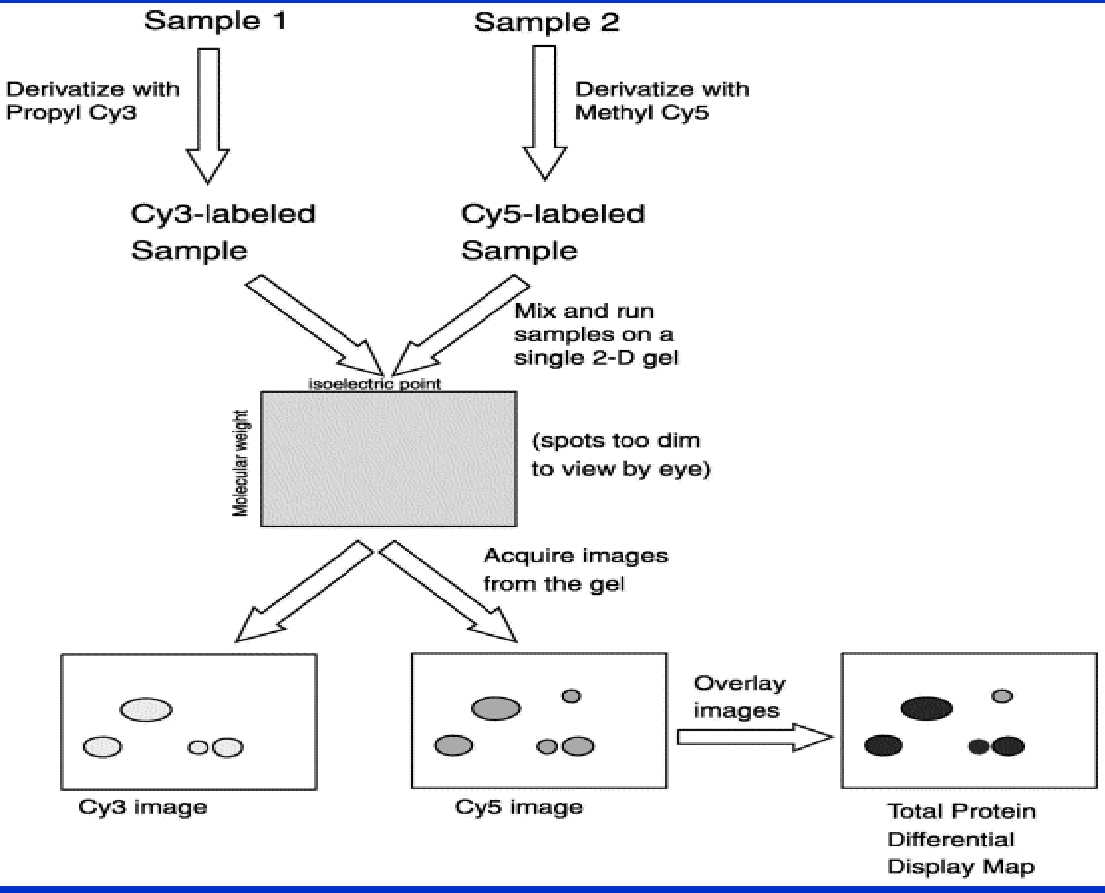 Sample 1
Sample 2
Derivatize with
Propyl Cy3
Derivatize with
Methyl Cy5
Cy3-labeled
Sample
Cy5-labeled
Sample
Mix and run
samples on a
single 2-D gel
isoelectric point
Molecular weight
(spots too dim
to view by eye)
Acquire images
from the gel
Overlay
images
Cy3 image
Cy5 image
Total Protein
Differential
Display Map